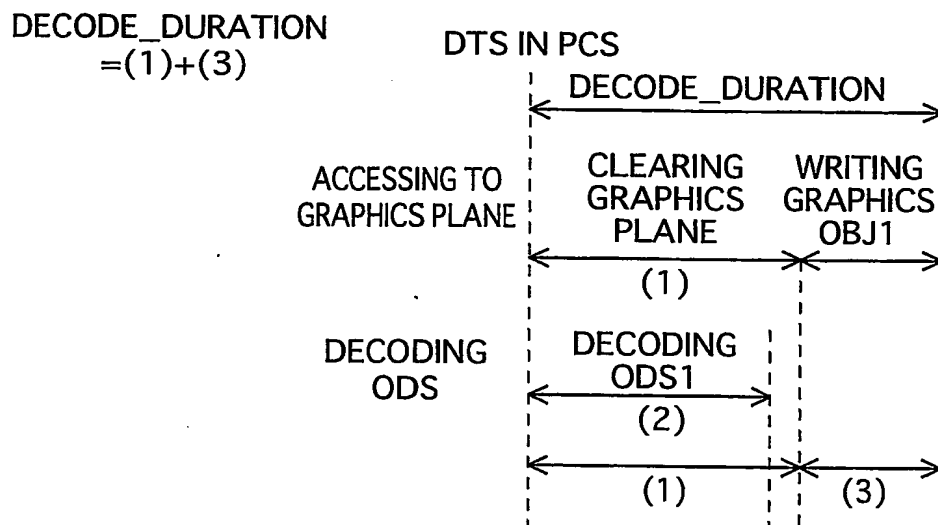 DECODE_DURATION
=(1)+(3)
DTS IN PCS
DECODE_DURATION
ACCESSING TO
GRAPHICS PLANE
CLEARING
GRAPHICS
PLANE
WRITING
GRAPHICS
OBJ1
(1)
DECODING
ODS
DECODING
ODS1
(2)
(1)
(3)